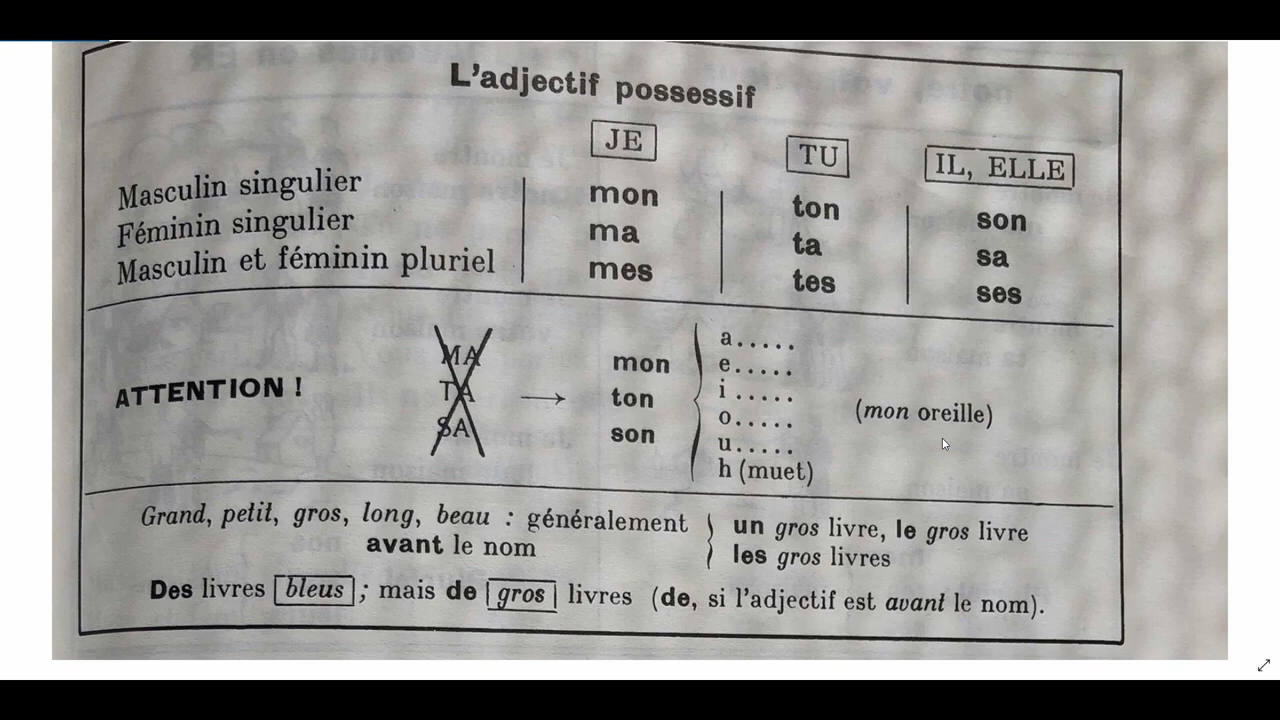 L'adjectif possessif
JE TU IL, ELLE
Masculin singulier mon ton son
Féminin singulier ma ta sa
Masculin et féminin pluriel mes tes ses
ATTENTION !
MA
TA
SA
→
mon
ton
son
a.....
e.....
i.....
o.....
u.....
h (muet)
(mon oreille)
Grand, petit, gros, long, beau : généralement
avant le nom
un gros livre, le gros livre
les gros livres
Des livres bleus ; mais de gros livres (de, si l'adjectif est avant le nom).